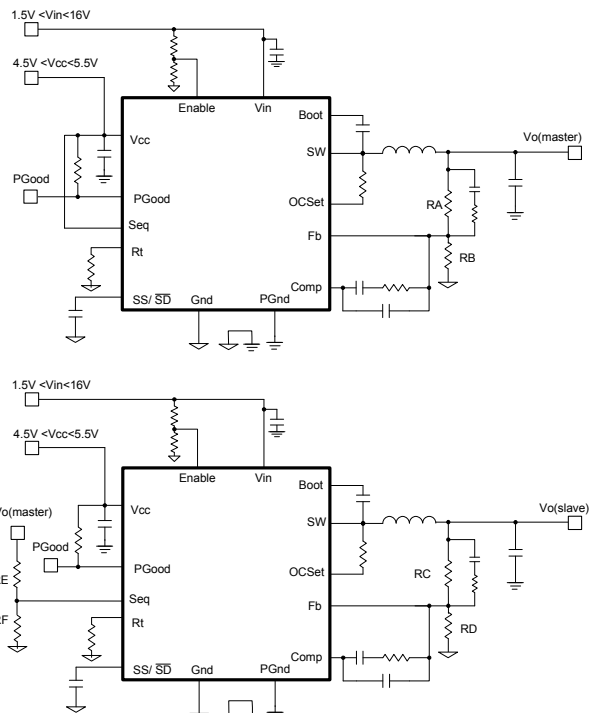 1.5V <Vin<16V
4.5V <Vcc<5.5V
Enable
Vin
Boot
Vcc
Vo(master)
SW
PGood
PGood
OCSet
RA
Seq
Fb
RB
Rt
Comp
SS/ SD
Gnd
PGnd
1.5V <Vin<16V
4.5V <Vcc<5.5V
Enable
Vin
Boot
Vcc
Vo(slave)
Vo(master)
SW
PGood
PGood
OCSet
RC
Seq
Fb
RD
Rt
Comp
SS/ SD
Gnd
PGnd